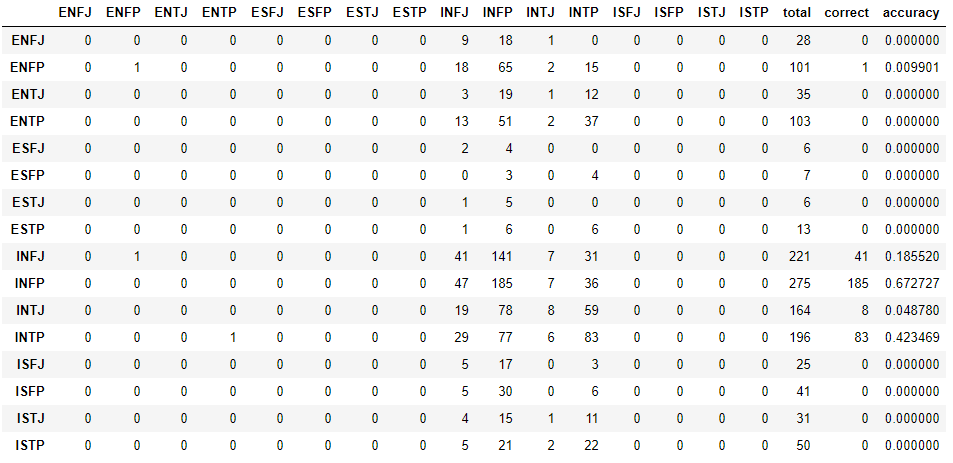 ENFJ ENFP ENTJ ENTP ESFJ ESFP ESTJ ESTP INFJ INFP INTJ INTP ISFJ ISFP ISTJ ISTP total correct accuracy
ENFJ 0 0 0 0 0 0 0 0 9 18 1 0 0 0 0 0 28 0 0.000000
ENFP 0 1 0 0 0 0 0 0 18 65 2 15 0 0 0 0 101 1 0.009901
ENTJ 0 0 0 0 0 0 0 0 3 19 1 12 0 0 0 0 35 0 0.000000
ENTP 0 0 0 0 0 0 0 0 13 51 2 37 0 0 0 0 103 0 0.000000
ESFJ 0 0 0 0 0 0 0 0 2 4 0 0 0 0 0 0 6 0 0.000000
ESFP 0 0 0 0 0 0 0 0 0 3 0 4 0 0 0 0 7 0 0.000000
ESTJ 0 0 0 0 0 0 0 0 1 5 0 0 0 0 0 0 6 0 0.000000
ESTP 0 0 0 0 0 0 0 0 1 6 0 6 0 0 0 0 13 0 0.000000
INFJ 0 1 0 0 0 0 0 0 41 141 7 31 0 0 0 0 221 41 0.185520
INFP 0 0 0 0 0 0 0 0 47 185 7 36 0 0 0 0 275 185 0.672727
INTJ 0 0 0 0 0 0 0 0 19 78 8 59 0 0 0 0 164 8 0.048780
INTP 0 0 0 1 0 0 0 0 29 77 6 83 0 0 0 0 196 83 0.423469
ISFJ 0 0 0 0 0 0 0 0 5 17 0 3 0 0 0 0 25 0 0.000000
ISFP 0 0 0 0 0 0 0 0 5 30 0 6 0 0 0 0 41 0 0.000000
ISTJ 0 0 0 0 0 0 0 0 4 15 1 11 0 0 0 0 31 0 0.000000
ISTP 0 0 0 0 0 0 0 0 5 21 2 22 0 0 0 0 50 0 0.000000